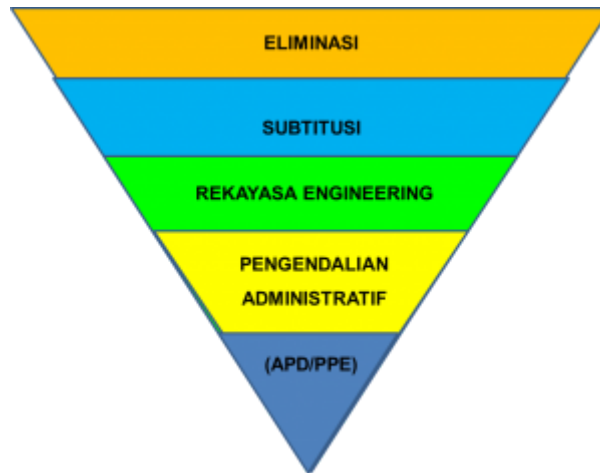 ELIMINASI
SUBTITUSI
REKAYASA ENGINEERING
PENGENDALIAN
ADMINISTRATIF
(APD/PPE)